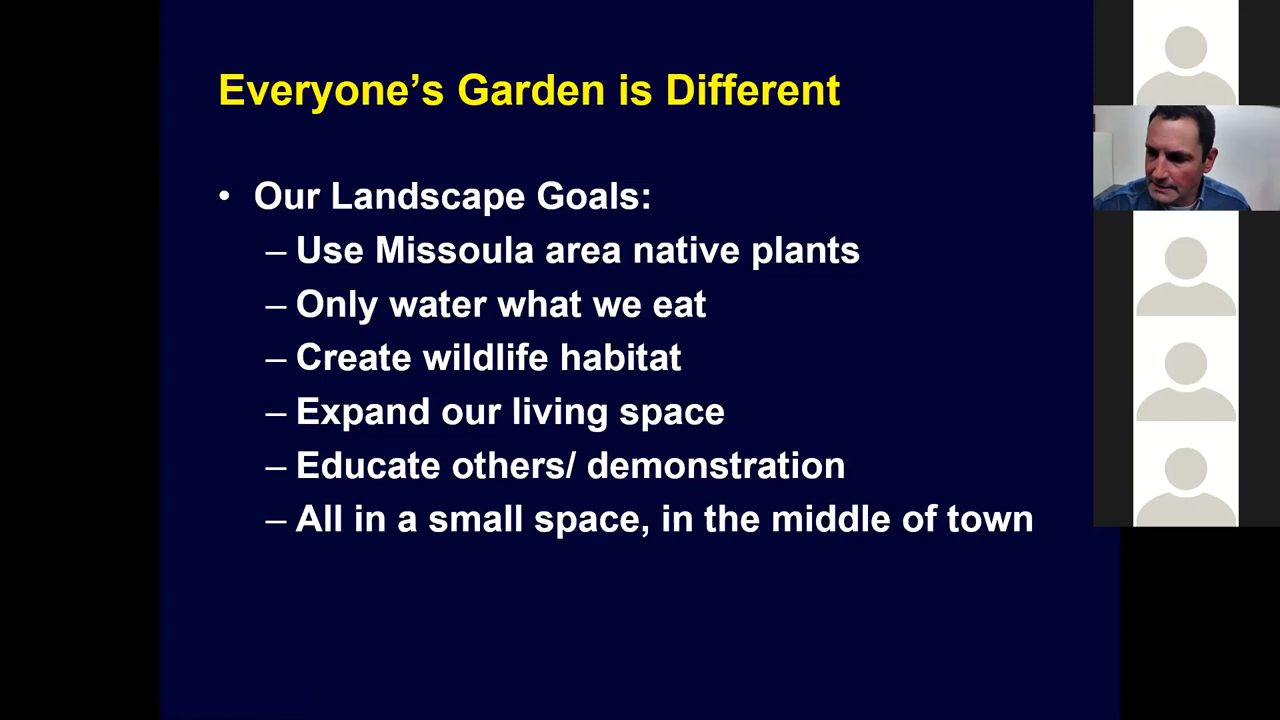 Everyone’s Garden is Different
• Our Landscape Goals:
– Use Missoula area native plants
– Only water what we eat
– Create wildlife habitat
– Expand our living space
– Educate others/ demonstration
– All in a small space, in the middle of town